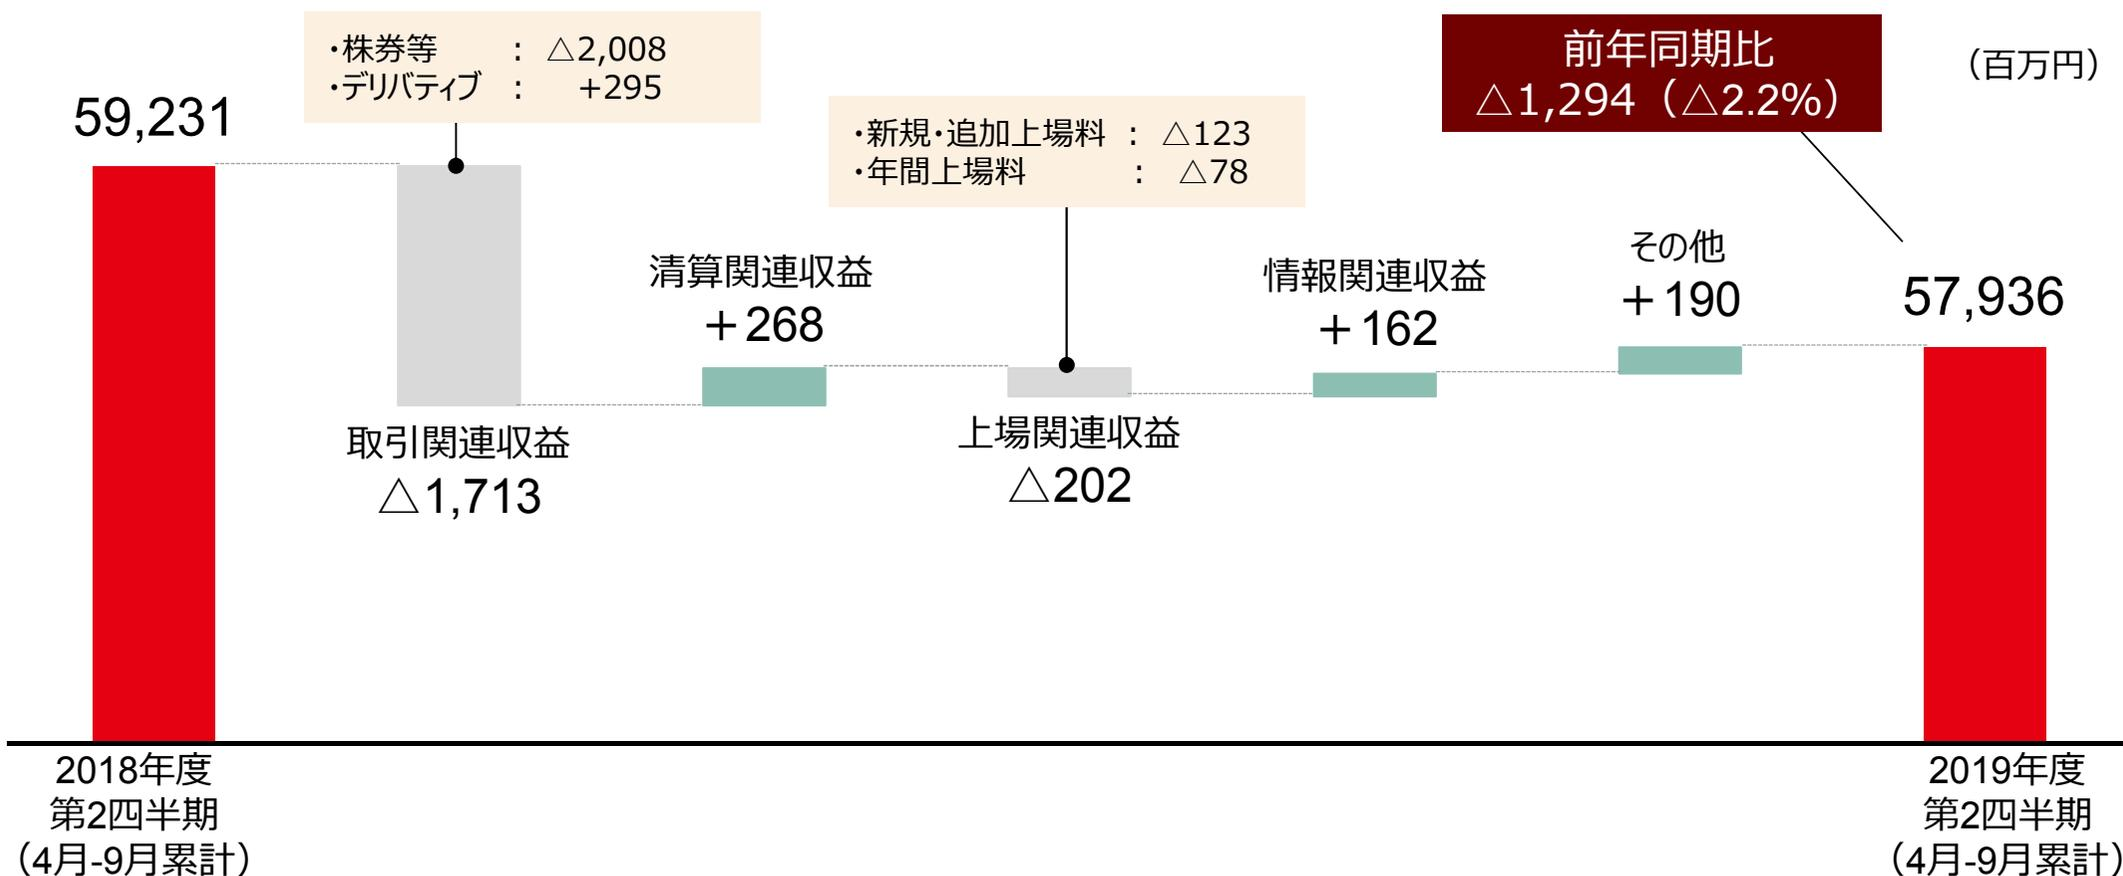 ・株券等 : △2,008
・デリバティブ : +295
前年同期比
△1,294（△2.2%）
（百万円）
59,231
・新規・追加上場料 : △123
・年間上場料 : △78
清算関連収益
＋268
情報関連収益
＋162
その他
＋190
57,936
取引関連収益
△1,713
上場関連収益
△202
2018年度
第2四半期
（4月-9月累計）
2019年度
第2四半期
（4月-9月累計）